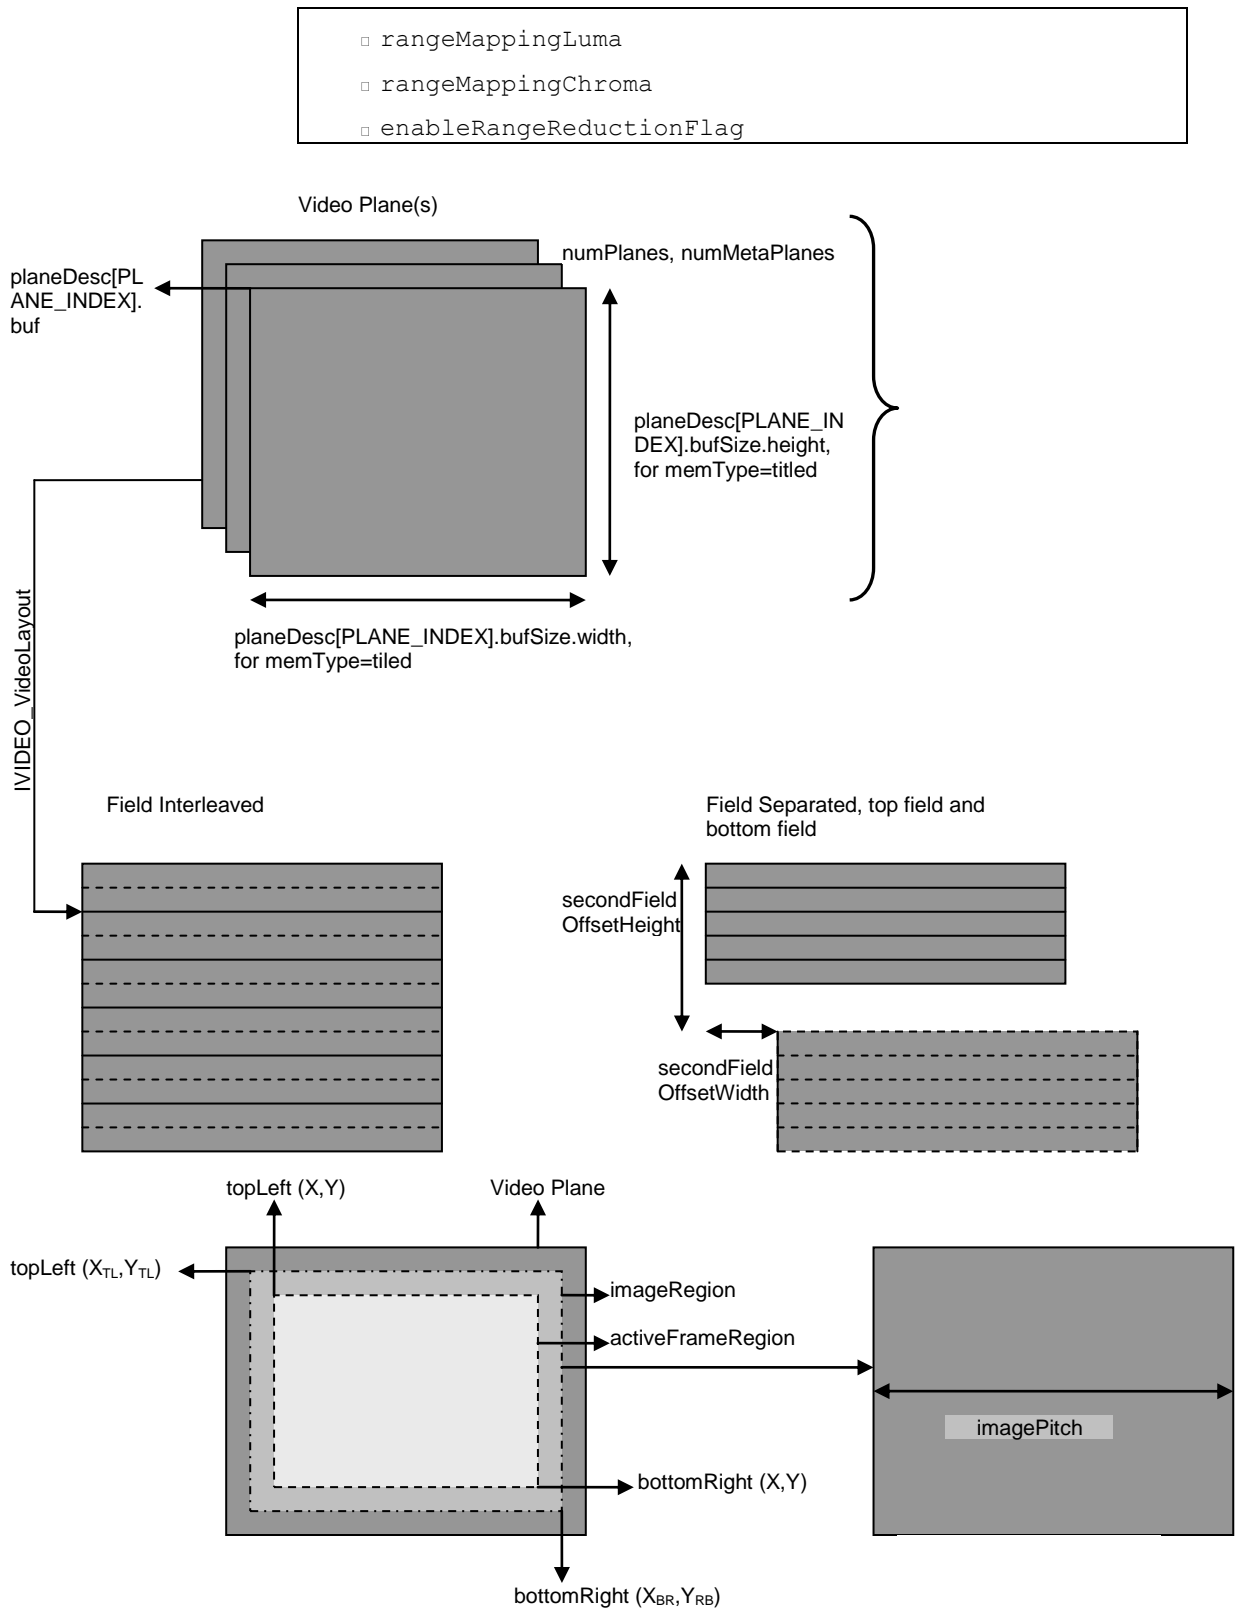 rangeMappingLuma
rangeMappingChroma
enableRangeReductionFlag
Video Plane(s)
numPlanes, numMetaPlanes
planeDesc[PL
ANE_INDEX].
buf
planeDesc[PLANE_IN
DEX].bufSize.height,
for memType=titled
planeDesc[PLANE_INDEX].bufSize.width,
for memType=tiled
IVIDEO_VideoLayout
Field Interleaved
Field Separated, top field and
bottom field
secondField
OffsetHeight
secondField
OffsetWidth
topLeft (X,Y)
Video Plane
topLeft (XTL,YTL)
imageRegion
activeFrameRegion
imagePitch
bottomRight (X,Y)
bottomRight (XBR,YRB)